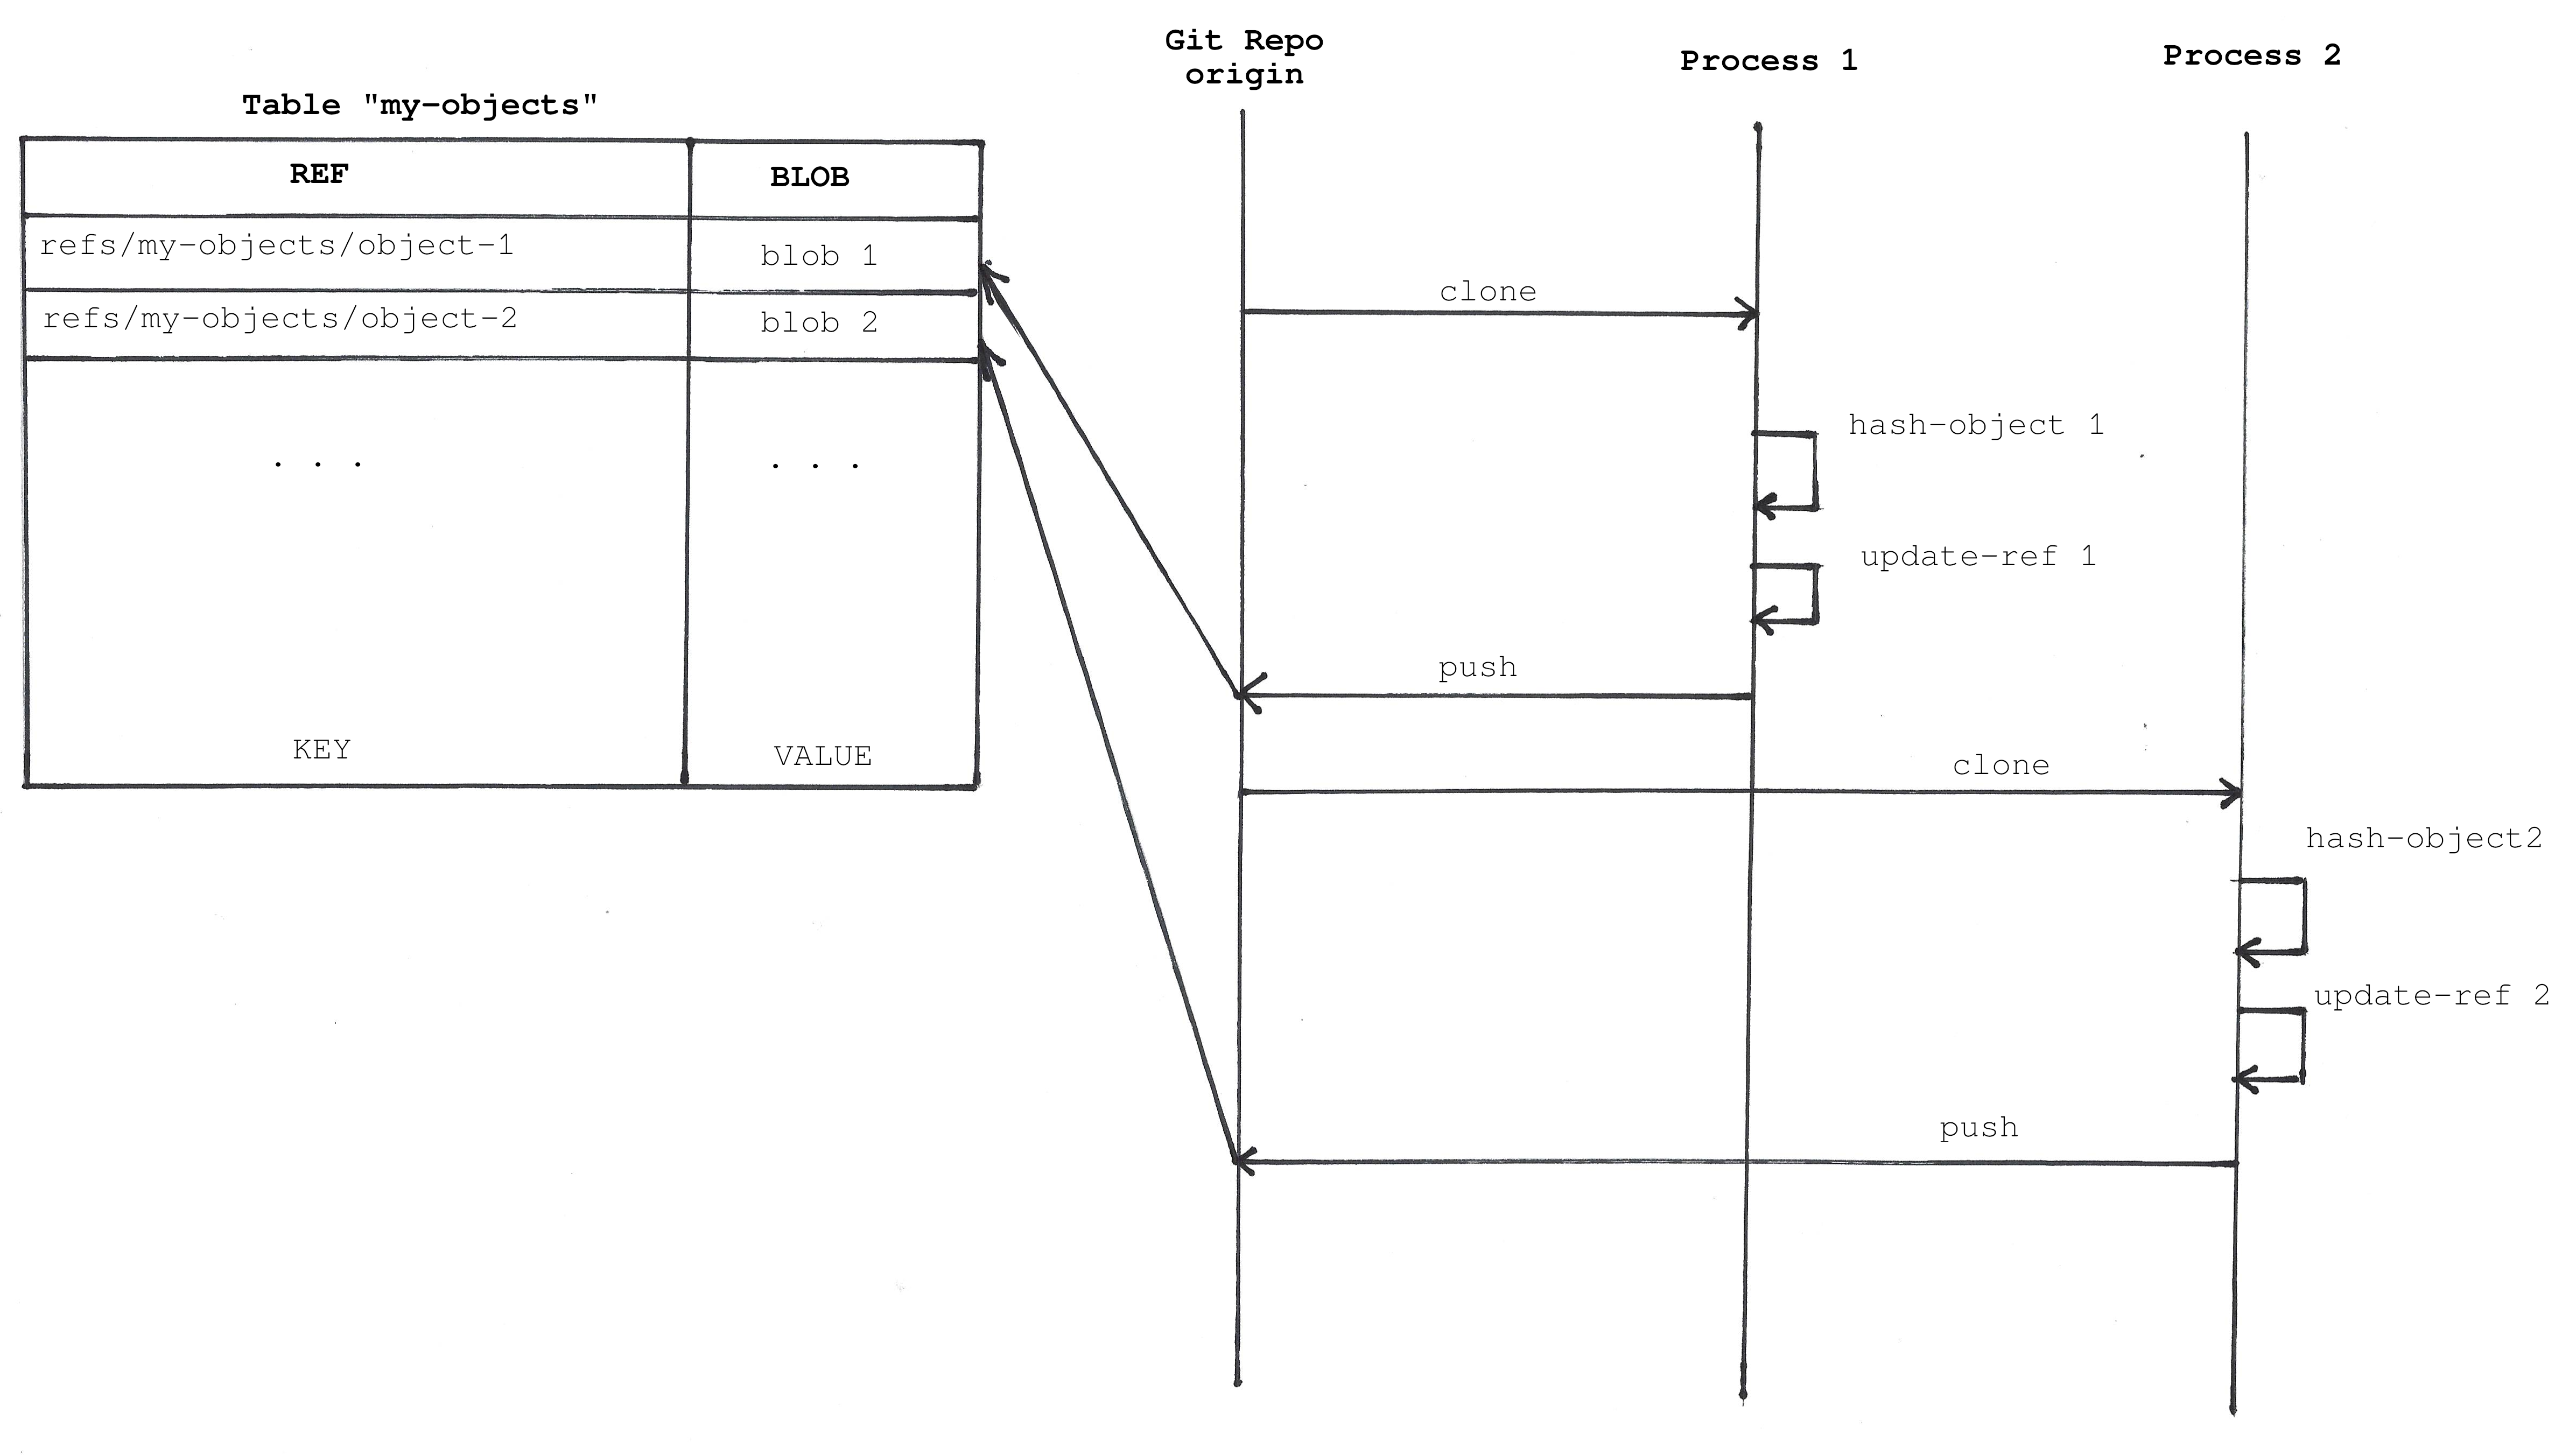 Table "my-objects"
REF
BLOB
refs/my-objects/object-1
blob 1
refs/my-objects/object-2
blob 2
. . .
. . .
KEY
VALUE
Git Repo
origin
Process 1
Process 2
clone
hash-object 1
update-ref 1
push
clone
hash-object2
update-ref 2
push